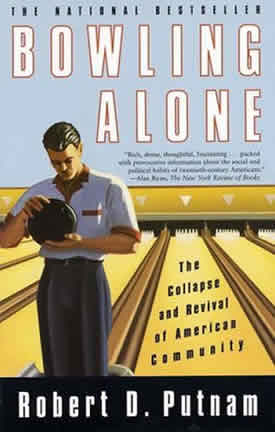 THE NATIONAL BESTSELLER
BOWLING
ALONE
"Rich, dense, thoughtful, fascinating . . . packed
with provocative information about the social and
political habits of twentieth-century Americans."
—Alan Ryan, The New York Review of Books
The
Collapse
and Revival
of American
Community
Robert D. Putnam